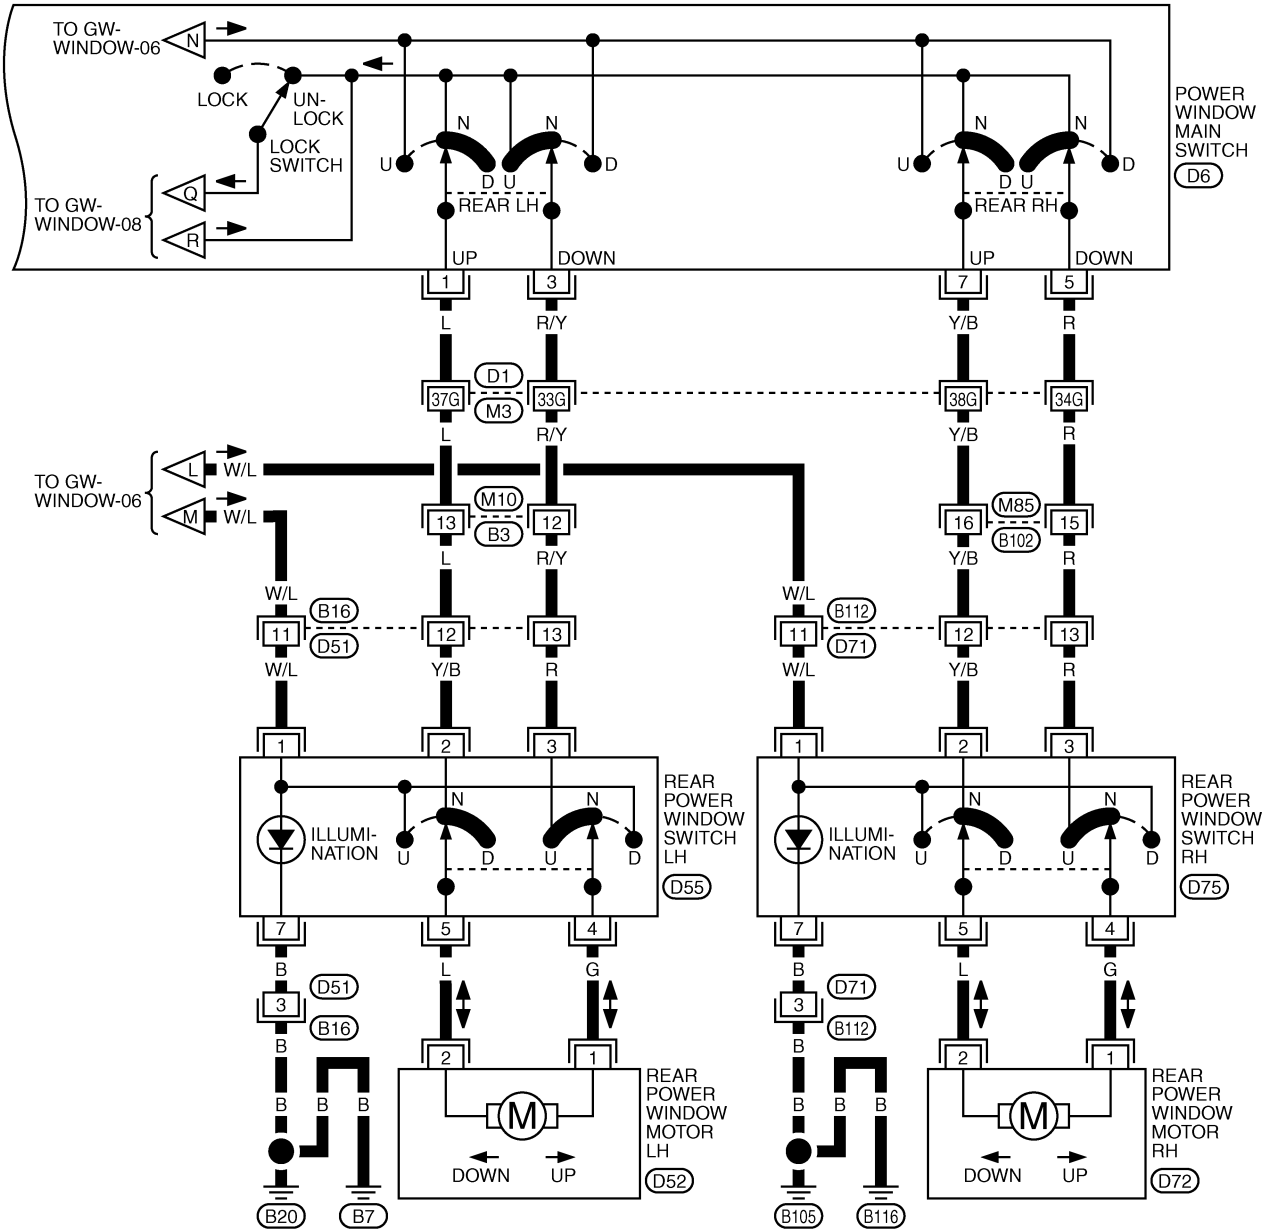 TO GW-
WINDOW-06
N
LOCK
UN-
LOCK
LOCK
SWITCH
TO GW-
WINDOW-08
Q
R
U
N
D
U
N
D
REAR LH
U
N
D
U
N
D
REAR RH
UP
DOWN
UP
DOWN
POWER
WINDOW
MAIN
SWITCH
D6
1
3
7
5
L
R/Y
Y/B
R
D1
37G
33G
38G
34G
M3
L
R/Y
Y/B
R
TO GW-
WINDOW-06
L
W/L
M
W/L
M10
13
12
B3
M85
16
15
B102
L
R/Y
Y/B
R
W/L
W/L
B16
11
12
13
D51
B112
11
12
13
D71
W/L
Y/B
R
W/L
Y/B
R
1
2
3
1
2
3
ILLUMI-
NATION
U
N
D
U
N
D
REAR
POWER
WINDOW
SWITCH
LH
D55
ILLUMI-
NATION
U
N
D
U
N
D
REAR
POWER
WINDOW
SWITCH
RH
D75
7
5
4
7
5
4
B
L
G
B
L
G
D51
3
B16
D71
3
B112
B
B
2
1
2
1
B
B
B
B
B
B
M
DOWN
UP
REAR
POWER
WINDOW
MOTOR
LH
D52
M
DOWN
UP
REAR
POWER
WINDOW
MOTOR
RH
D72
B20
B7
B105
B116